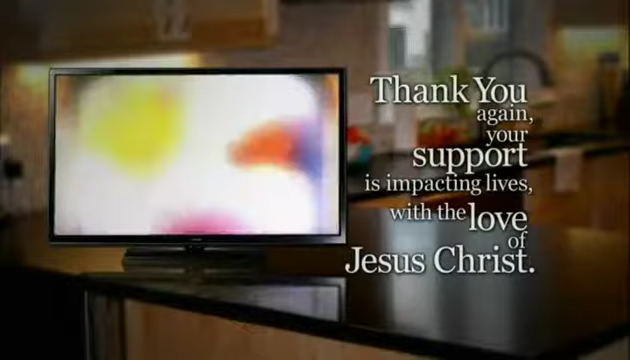 Thank You
again,
your
support
is impacting lives,
with the love
of
Jesus Christ.